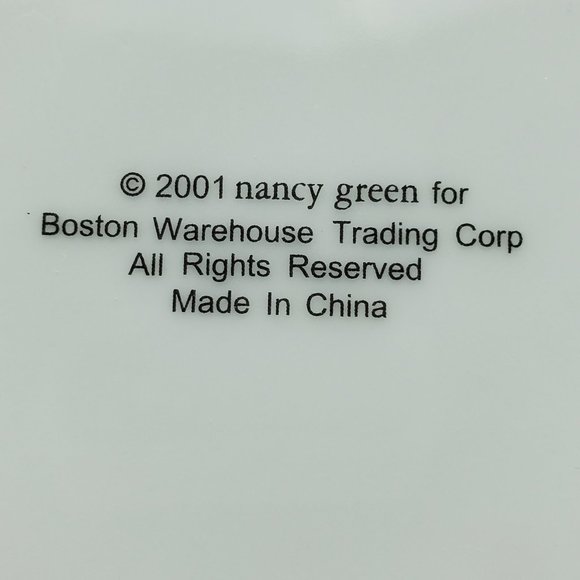 © 2001 nancy green for
Boston Warehouse Trading Corp
All Rights Reserved
Made In China